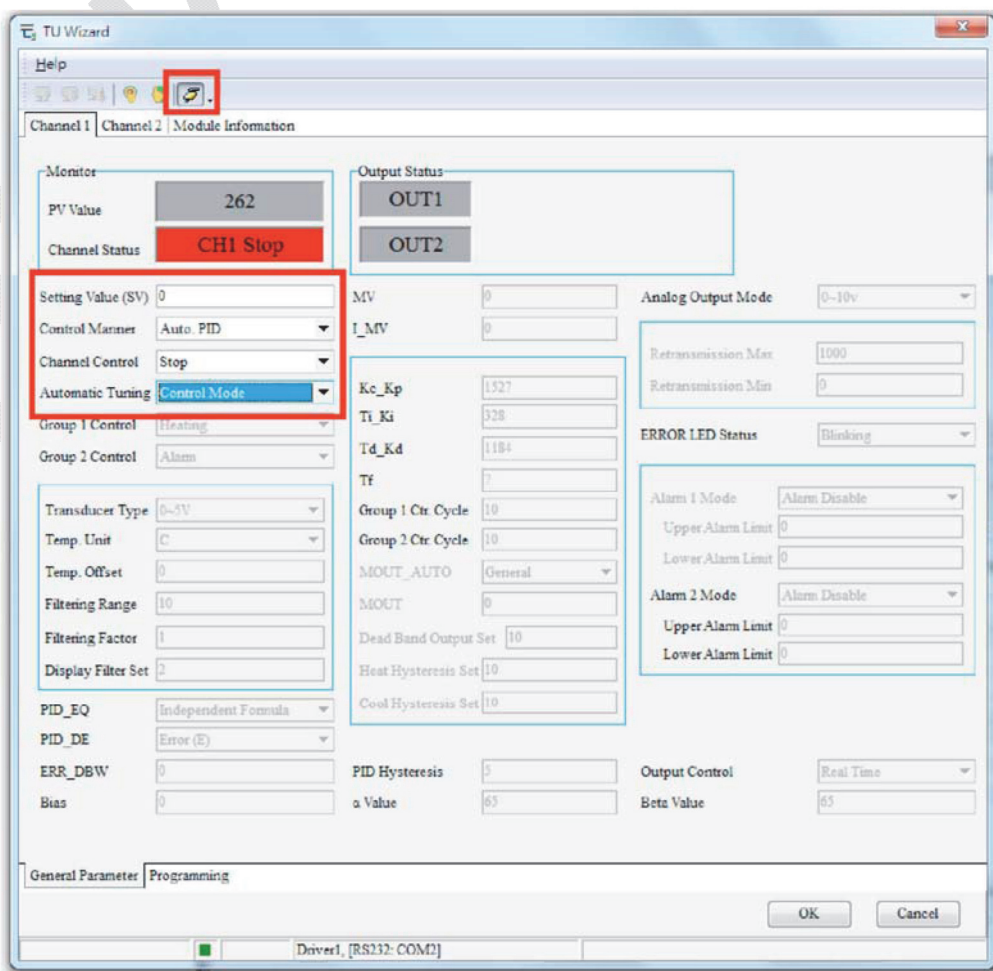 TU Wizard
Help
Channel 1 Channel 2 Module Information
Monitor
PV Value 262
Channel Status CH1 Stop
Output Status
OUT1
OUT2
Setting Value (SV) 0
Control Manner Auto. PID
Channel Control Stop
Automatic Tuning Control Mode
Group 1 Control Heating
Group 2 Control Alarm
Transducer Type 0~5V
Temp. Unit C
Temp. Offset 0
Filtering Range 10
Filtering Factor 1
Display Filter Set 2
PID_EQ Independent Formula
PID_DE Error (E)
ERR_DBW 0
Bias 0
MV 0
I_MV 0
Kc_Kp 1527
Ti_Ki 328
Td_Kd 1184
Tf 7
Group 1 Ctr. Cycle 10
Group 2 Ctr. Cycle 10
MOUT_AUTO General
MOUT 0
Dead Band Output Set 10
Heat Hysteresis Set 10
Cool Hysteresis Set 10
PID Hysteresis 5
α Value 65
Analog Output Mode 0~10v
Retransmission Max 1000
Retransmission Min 0
ERROR LED Status Blinking
Alarm 1 Mode Alarm Disable
Upper Alarm Limit 0
Lower Alarm Limit 0
Alarm 2 Mode Alarm Disable
Upper Alarm Limit 0
Lower Alarm Limit 0
Output Control Real Time
Beta Value 65
General Parameter Programming
OK Cancel
Driver1, [RS232: COM2]